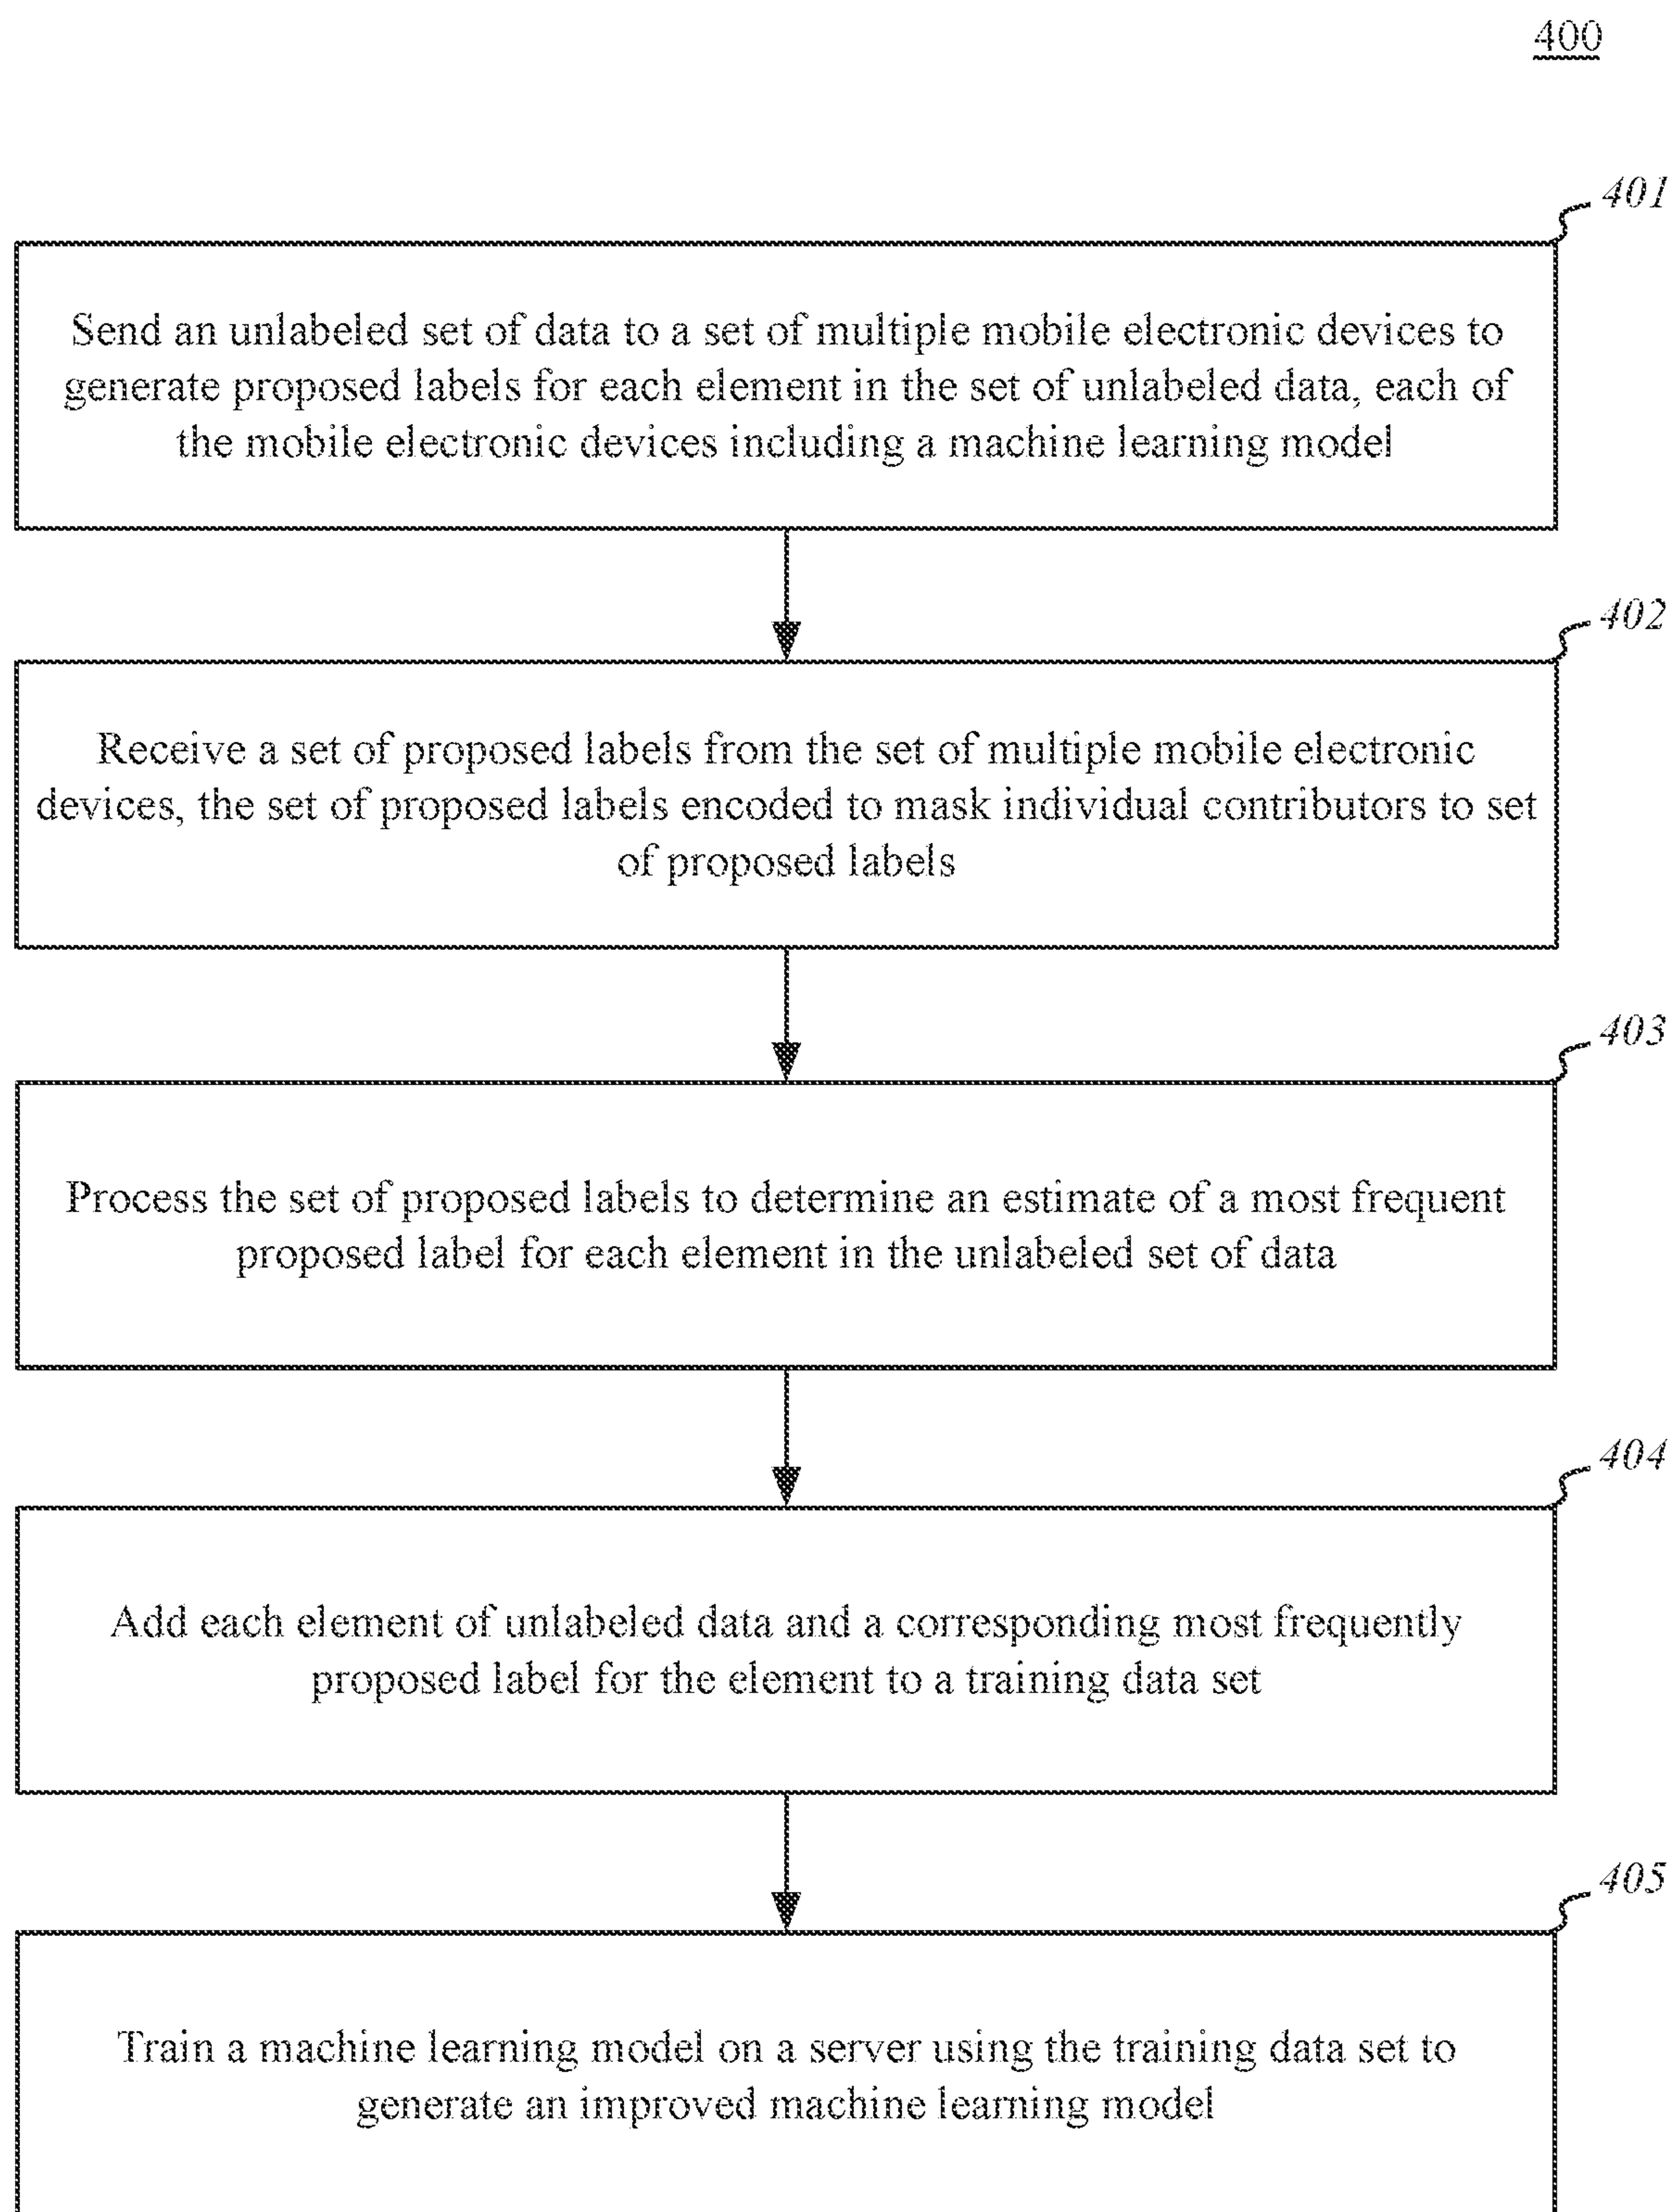 400
401
Send an unlabeled set of data to a set of multiple mobile electronic devices to
generate proposed labels for each element in the set of unlabeled data, each of
the mobile electronic devices including a machine learning model
402
Receive a set of proposed labels from the set of multiple mobile electronic
devices, the set of proposed labels encoded to mask individual contributors to set
of proposed labels
403
Process the set of proposed labels to determine an estimate of a most frequent
proposed label for each element in the unlabeled set of data
404
Add each element of unlabeled data and a corresponding most frequently
proposed label for the element to a training data set
405
Train a machine learning model on a server using the training data set to
generate an improved machine learning model